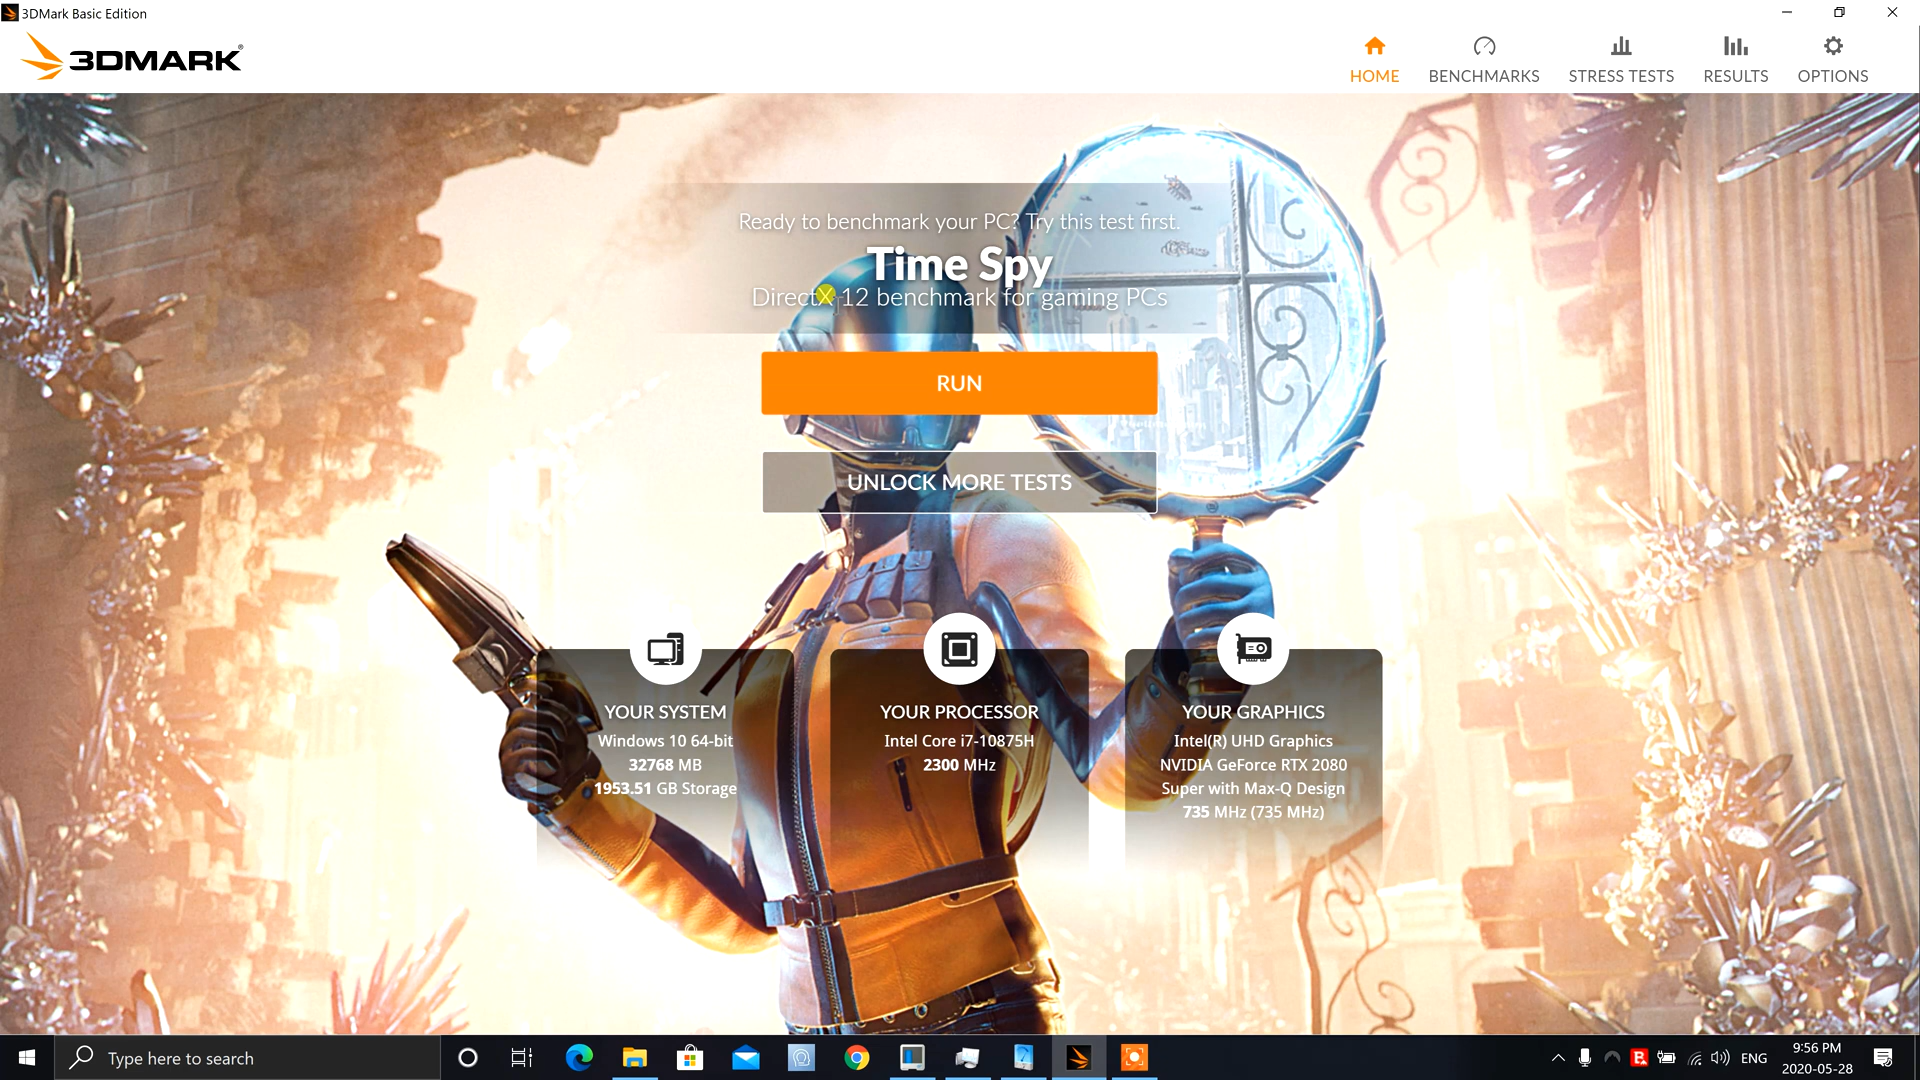 3DMark Basic Edition
3DMARK®
HOME
BENCHMARKS
STRESS TESTS
RESULTS
OPTIONS
Ready to benchmark your PC? Try this test first.
Time Spy
DirectX 12 benchmark for gaming PCs
RUN
UNLOCK MORE TESTS
YOUR SYSTEM
Windows 10 64-bit
32768 MB
1953.51 GB Storage
YOUR PROCESSOR
Intel Core i7-10875H
2300 MHz
YOUR GRAPHICS
Intel(R) UHD Graphics
NVIDIA GeForce RTX 2080
Super with Max-Q Design
735 MHz (735 MHz)
Type here to search
ENG
9:56 PM
2020-05-28